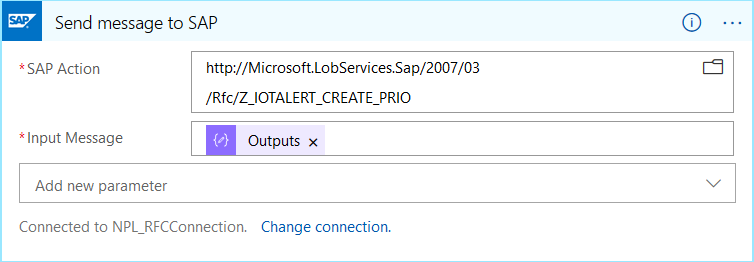 SAP Send message to SAP
*SAP Action
http://Microsoft.LobServices.Sap/2007/03
/Rfc/Z_IOTALERT_CREATE_PRIO
*Input Message
Outputs ×
Add new parameter
Connected to NPL_RFCConnection. Change connection.